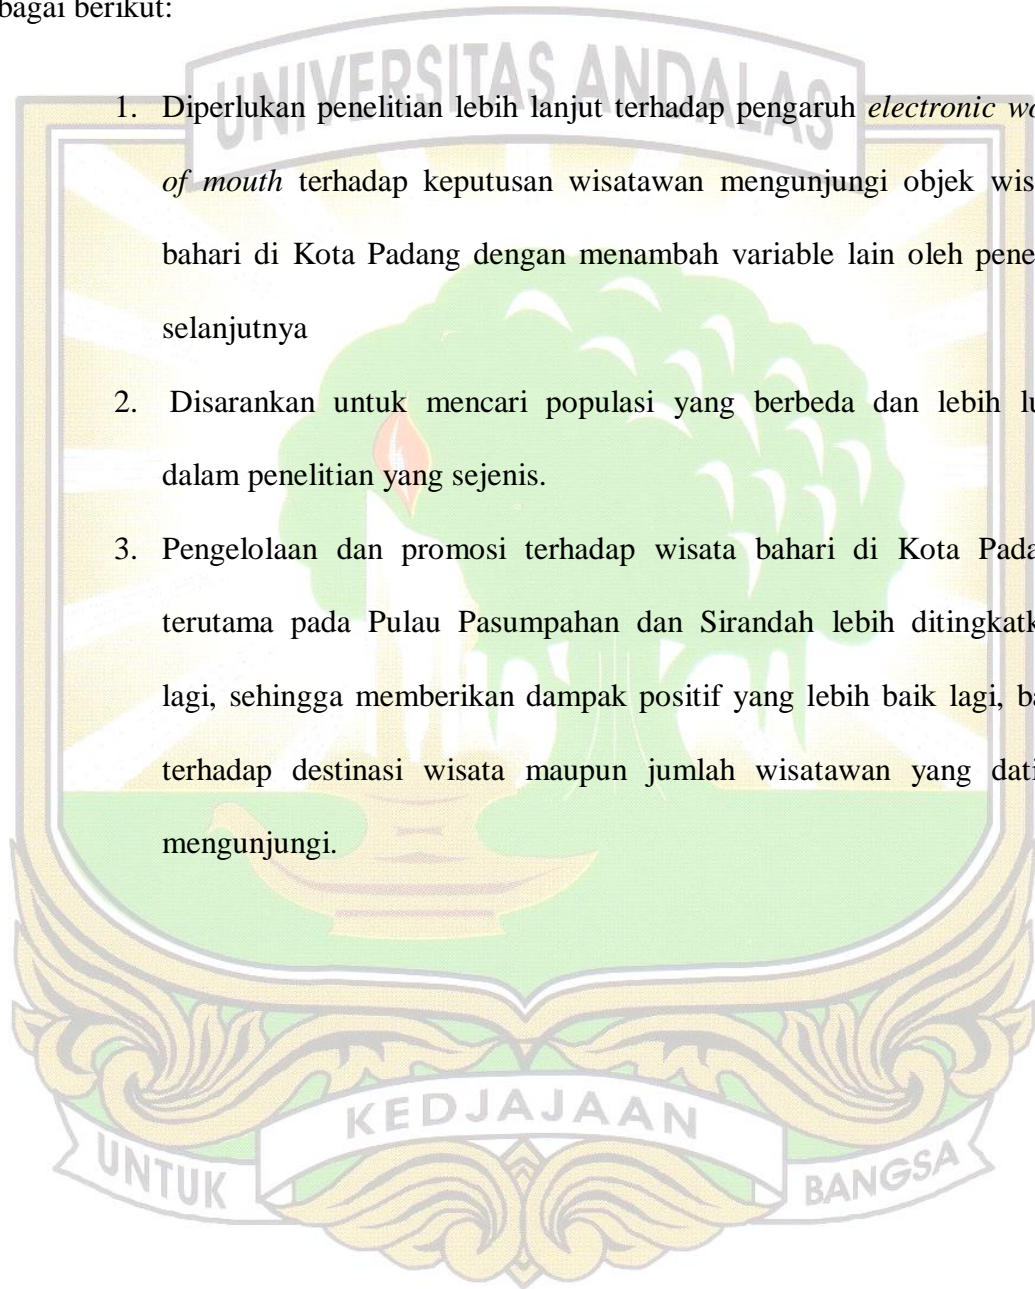 bagai berikut:
UNIVERSITAS ANDALAS
1. Diperlukan penelitian lebih lanjut terhadap pengaruh electronic wo
of mouth terhadap keputusan wisatawan mengunjungi objek wis
bahari di Kota Padang dengan menambah variable lain oleh pene
selanjutnya
2. Disarankan untuk mencari populasi yang berbeda dan lebih lu
dalam penelitian yang sejenis.
3. Pengelolaan dan promosi terhadap wisata bahari di Kota Pada
terutama pada Pulau Pasumpahan dan Sirandah lebih ditingkatk
lagi, sehingga memberikan dampak positif yang lebih baik lagi, ba
terhadap destinasi wisata maupun jumlah wisatawan yang dati
mengunjungi.
UNTUK KEDJAJAAN BANGSA